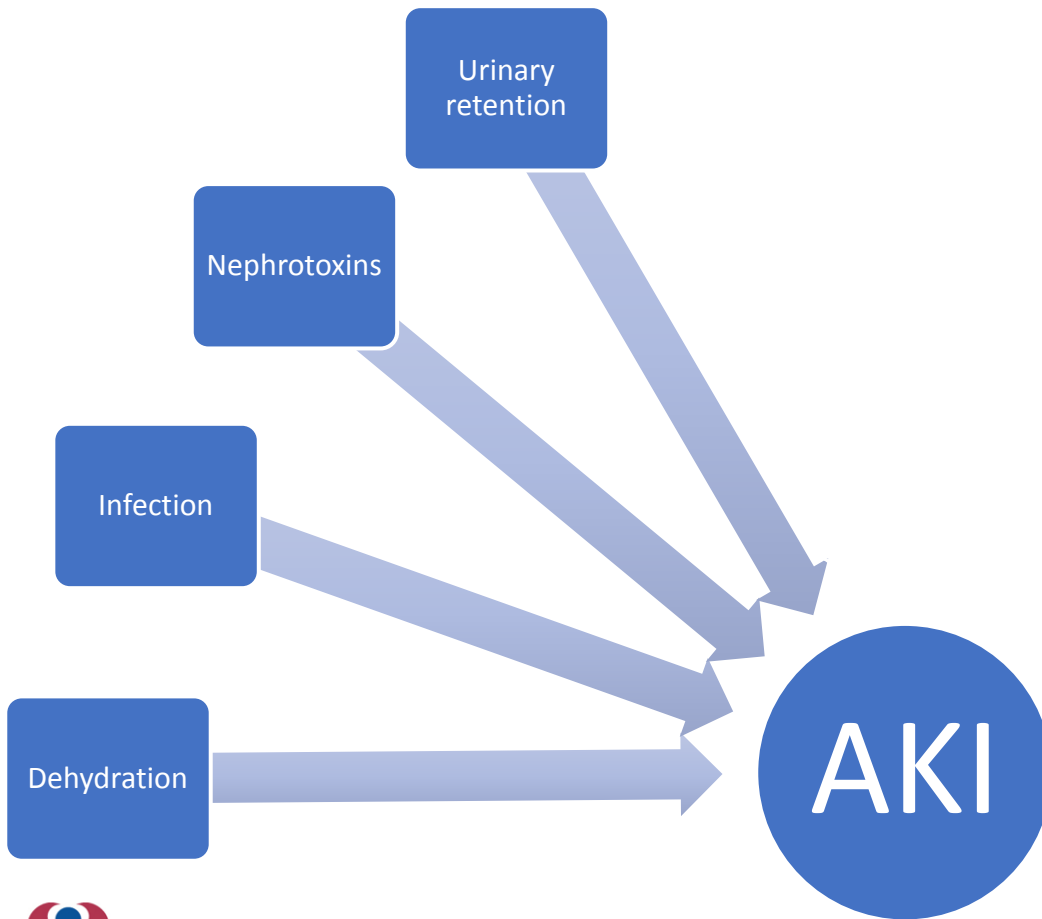 Urinary
retention
Nephrotoxins
Infection
Dehydration
AKI